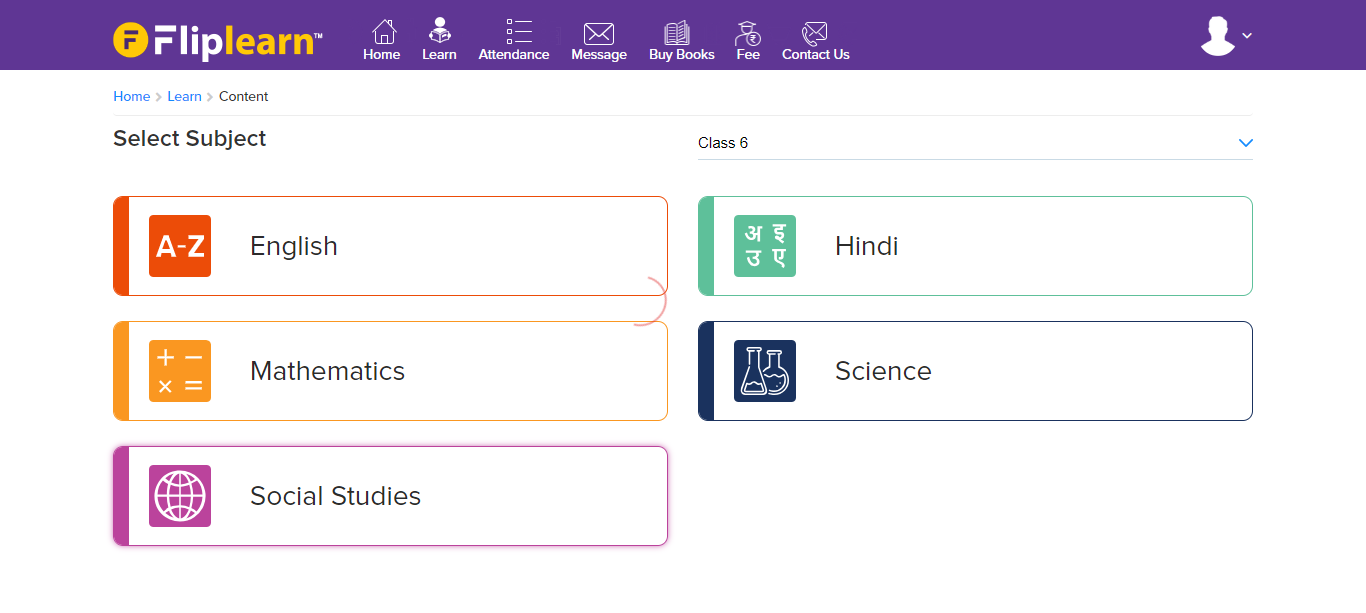 Fliplearn™
Home Learn Attendance Message Buy Books Fee Contact Us
Home > Learn > Content
Select Subject
Class 6
A-Z English
अ इ
उ ए
Hindi
+ −
× =
Mathematics
Science
Social Studies